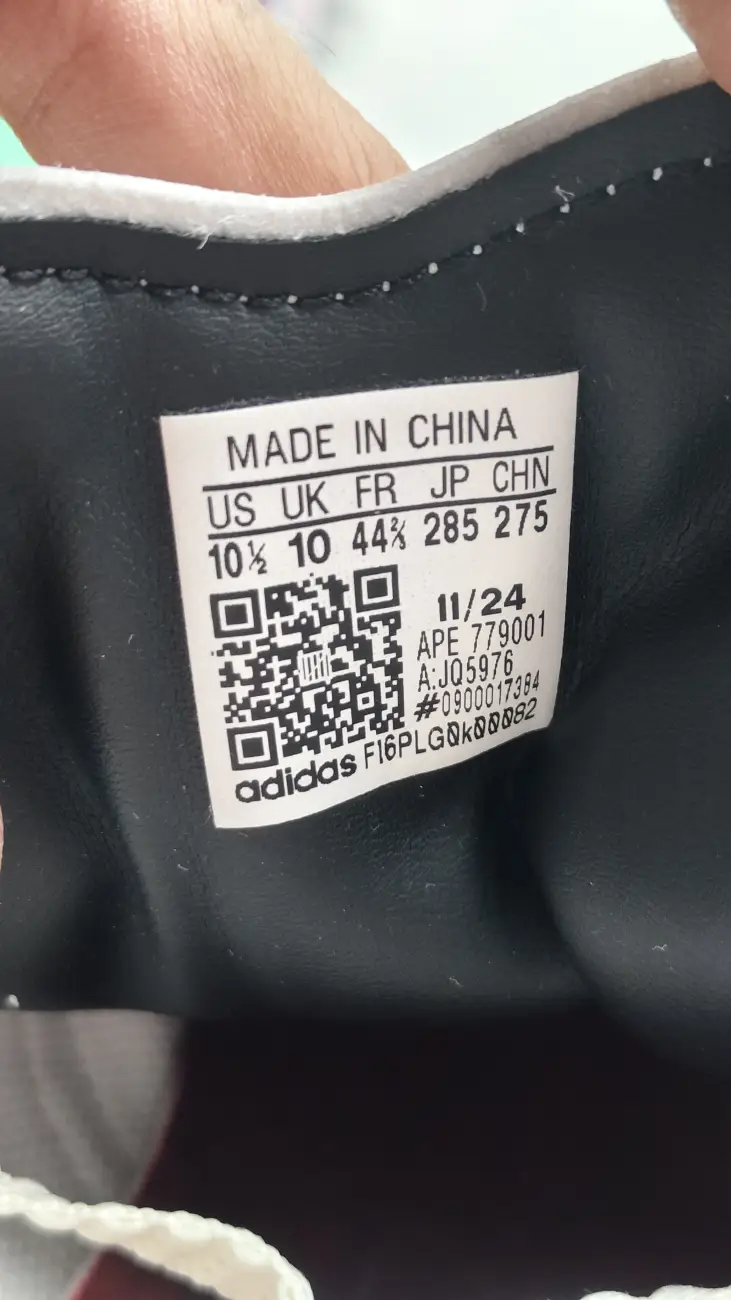 MADE IN CHINA
US UK FR JP CHN
10½ 10 44⅔ 285 275
11/24
APE 779001
A:JQ5976
#0900017384
adidas F16PLG0k00082